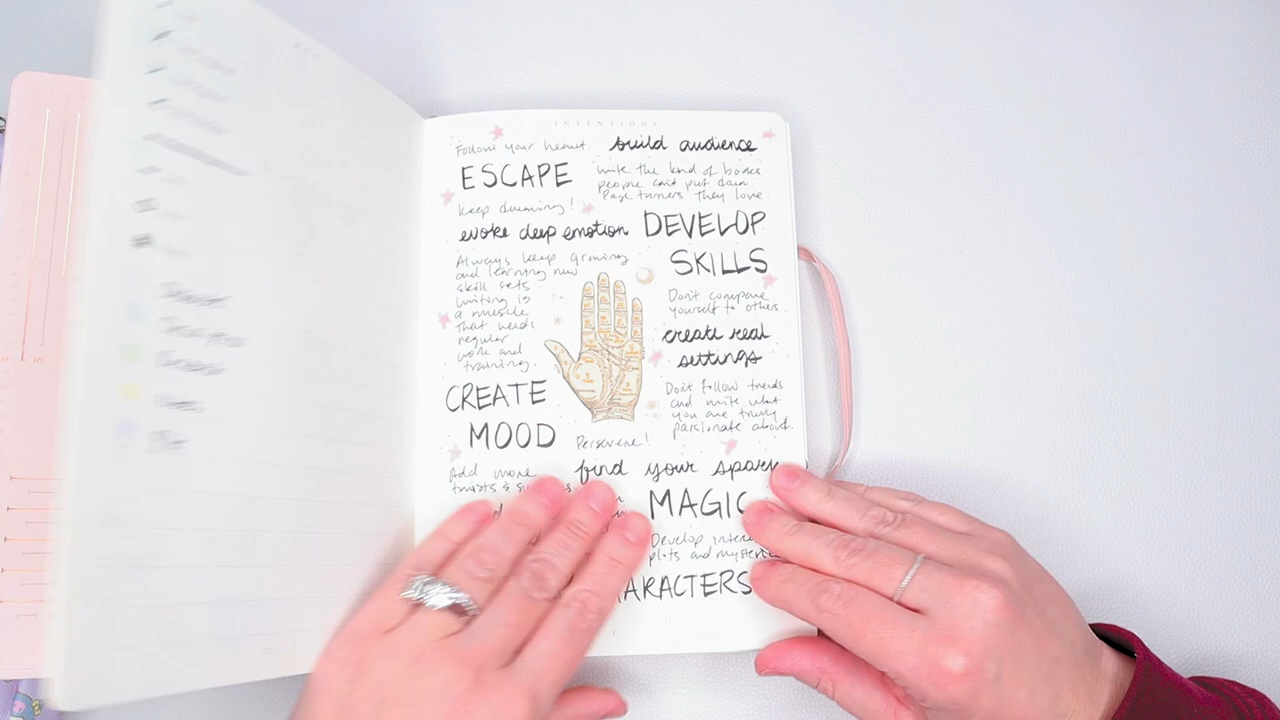 INTENTIONS
Follow your heart.
build audience
ESCAPE
Write the kind of books
people can't put down.
Page turners they love.
Keep dreaming!
evoke deep emotion
DEVELOP
SKILLS
Always keep growing
and learning new
skill sets
writing is
a muscle
that needs
regular
work and
training.
Don't compare
yourself to others.
create real
settings
Don't follow trends
and write what
you are truly
passionate about.
CREATE
MOOD
Persevere!
find your spark
Add more
twists &
MAGIC
Develop
plots and
ARACTERS